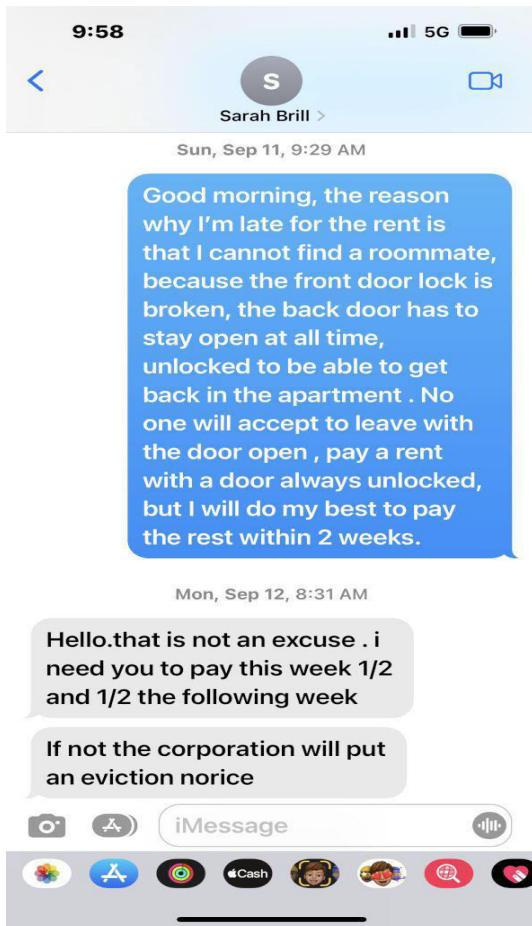 9:58
5G
S
Sarah Brill >
Sun, Sep 11, 9:29 AM
Good morning, the reason
why I'm late for the rent is
that I cannot find a roommate,
because the front door lock is
broken, the back door has to
stay open at all time,
unlocked to be able to get
back in the apartment . No
one will accept to leave with
the door open , pay a rent
with a door always unlocked,
but I will do my best to pay
the rest within 2 weeks.
Mon, Sep 12, 8:31 AM
Hello.that is not an excuse . i
need you to pay this week 1/2
and 1/2 the following week
If not the corporation will put
an eviction norice
iMessage
Cash